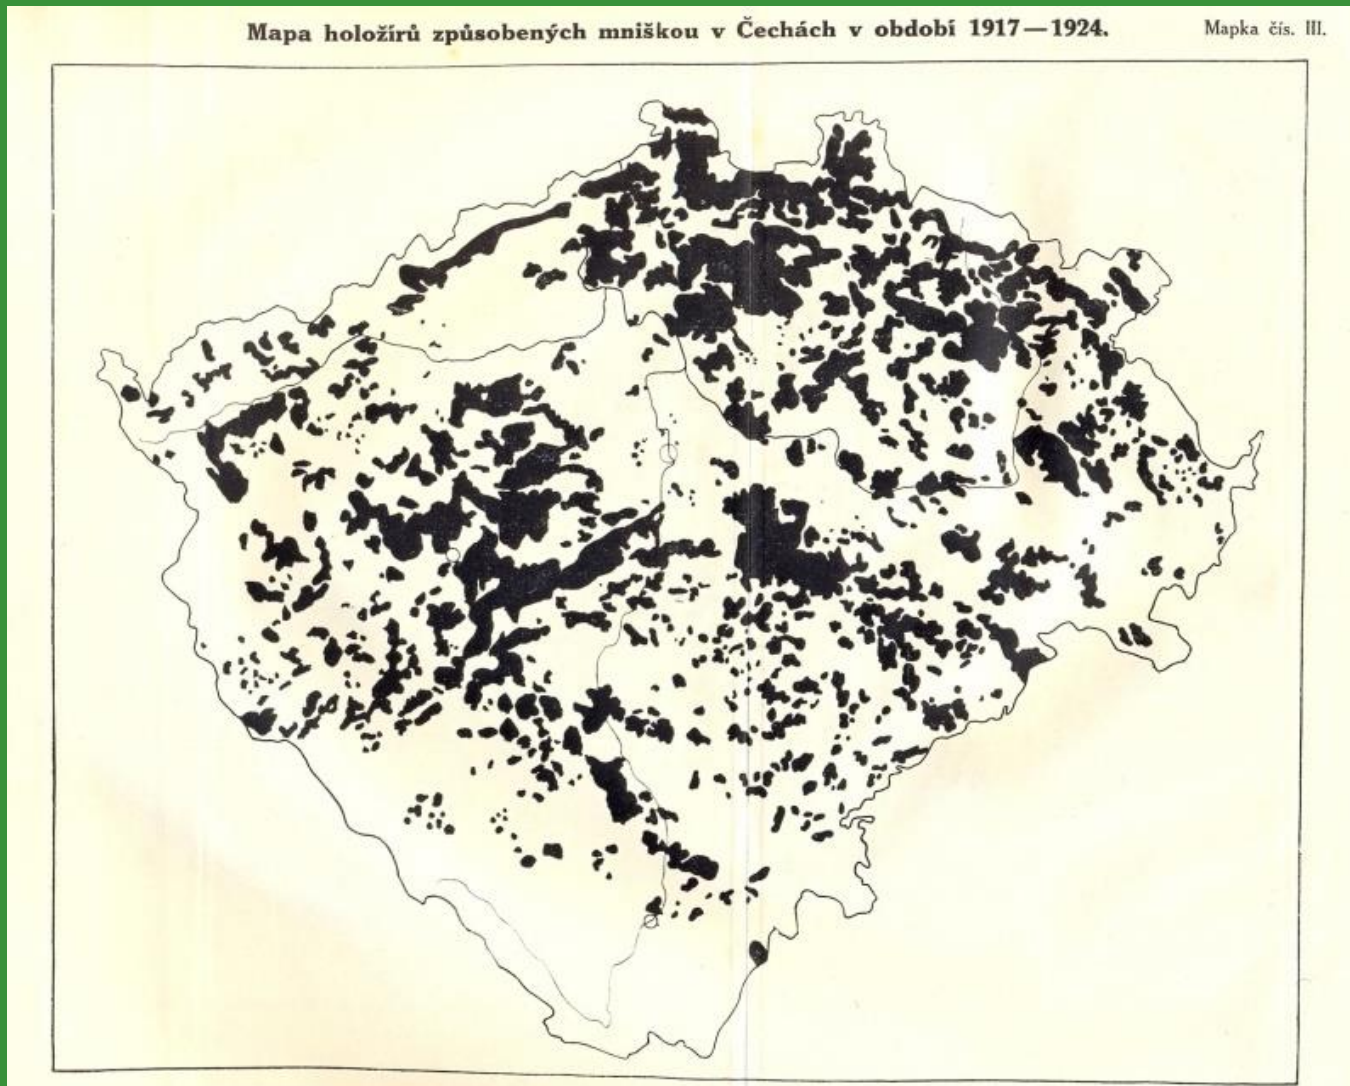 Mapa holožírů způsobených mniškou v Čechách v období 1917—1924.
Mapka čís. III.